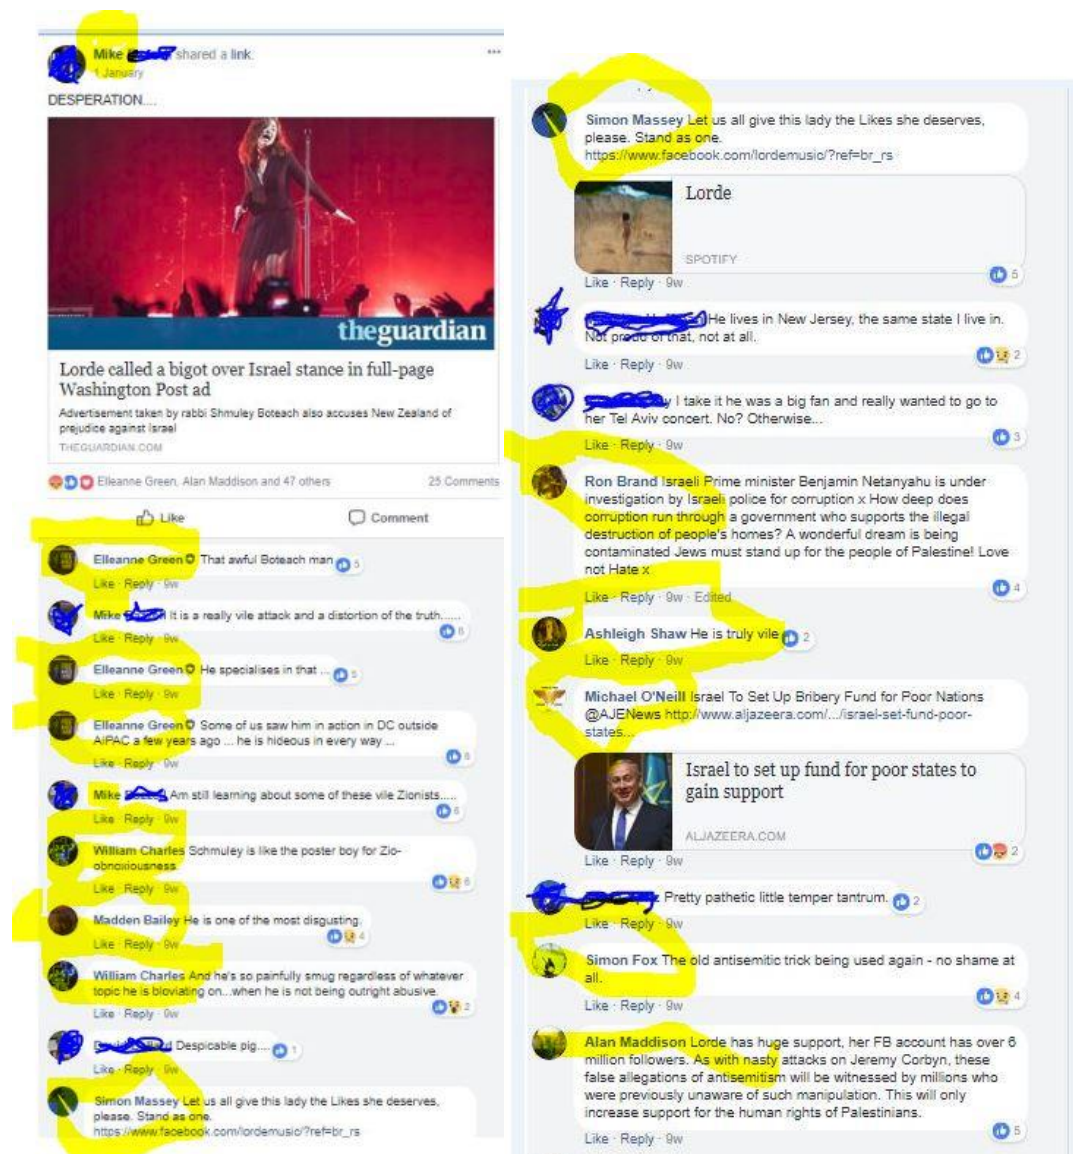 Mike shared a link.
1 January
DESPERATION....
theguardian
Lorde called a bigot over Israel stance in full-page
Washington Post ad
Advertisement taken by rabbi Shmuley Boteach also accuses New Zealand of
prejudice against Israel
THEGUARDIAN.COM
Elleanne Green, Alan Maddison and 47 others 25 Comments
Like Comment
Elleanne Green That awful Boteach man 5
Like · Reply · 9w
Mike It is a really vile attack and a distortion of the truth......
6
Like · Reply · 9w
Elleanne Green He specialises in that ... 5
Like · Reply · 9w
Elleanne Green Some of us saw him in action in DC outside
AIPAC a few years ago .... he is hideous in every way ...
6
Like · Reply · 9w
Mike Am still learning about some of these vile Zionists.....
6
Like · Reply · 9w
William Charles Schmuley is like the poster boy for Zio-
obnoxiousness.
6
Like · Reply · 9w
Madden Bailey He is one of the most disgusting.
4
Like · Reply · 9w
William Charles And he's so painfully smug regardless of whatever
topic he is bloviating on...when he is not being outright abusive.
2
Like · Reply · 9w
Despicable pig.... 1
Like · Reply · 9w
Simon Massey Let us all give this lady the Likes she deserves,
please. Stand as one.
https://www.facebook.com/lordemusic/?ref=br_rs
Simon Massey Let us all give this lady the Likes she deserves,
please. Stand as one.
https://www.facebook.com/lordemusic/?ref=br_rs
Lorde
SPOTIFY
5
Like · Reply · 9w
He lives in New Jersey, the same state I live in.
Not proud of that, not at all.
2
Like · Reply · 9w
I take it he was a big fan and really wanted to go to
her Tel Aviv concert. No? Otherwise...
3
Like · Reply · 9w
Ron Brand Israeli Prime minister Benjamin Netanyahu is under
investigation by Israeli police for corruption x How deep does
corruption run through a government who supports the illegal
destruction of people's homes? A wonderful dream is being
contaminated Jews must stand up for the people of Palestine! Love
not Hate x
4
Like · Reply · 9w · Edited
Ashleigh Shaw He is truly vile 2
Like · Reply · 9w
Michael O'Neill Israel To Set Up Bribery Fund for Poor Nations
@AJENews http://www.aljazeera.com/.../israel-set-fund-poor-
states...
Israel to set up fund for poor states to
gain support
ALJAZEERA.COM
2
Like · Reply · 9w
Pretty pathetic little temper tantrum. 2
Like · Reply · 9w
Simon Fox The old antisemitic trick being used again - no shame at
all.
4
Like · Reply · 9w
Alan Maddison Lorde has huge support, her FB account has over 6
million followers. As with nasty attacks on Jeremy Corbyn, these
false allegations of antisemitism will be witnessed by millions who
were previously unaware of such manipulation. This will only
increase support for the human rights of Palestinians.
5
Like · Reply · 9w